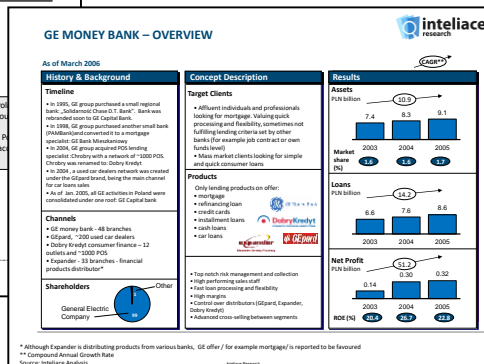 inteliace
research
GE MONEY BANK – OVERVIEW
As of March 2006
CAGR**
History & Background
Timeline
• In 1995, GE group purchased a small regional
bank: „Solidarność Chase D.T. Bank". Bank was
rebranded soon to GE Capital Bank.
• In 1998, GE group purchased another small bank
(PAMBank)and converted it to a mortgage
specialist: GE Bank Mieszkaniowy
• In 2004, GE group acquired POS lending
specialist :Chrobry with a network of ~1000 POS.
Chrobry was renamed to: Dobry Kredyt
• In 2004 , a used car dealers network was created
under the GEpard brand, being the main channel
for car loans sales
• As of Jan. 2005, all GE activities in Poland were
consolidated under one roof: GE Capital bank
Channels
• GE money bank - 48 branches
• GEpard, ~200 used car dealers
• Dobry Kredyt consumer finance – 12
outlets and ~1000 POS
• Expander - 33 branches - financial
products distributor*
Shareholders
Other
General Electric
Company
99
Concept Description
Target Clients
• Affluent individuals and professionals
looking for mortgage. Valuing quick
processing and flexibility, sometimes not
fulfilling lending criteria set by other
banks (for example job contract or own
funds level)
• Mass market clients looking for simple
and quick consumer loans
Products
Only lending products on offer:
• mortgage
• refinancing loan
• credit cards
• installment loans
• cash loans
• car loans
DobryKredyt
expander
GEpard
• Top notch risk management and collection
• High performing sales staff
• Fast loan processing and flexibility
• High margins
• Control over distributors (GEpard, Expander,
Dobry Kredyt)
• Advanced cross-selling between segments
Results
Assets
PLN billion
10.9
7.4 8.3 9.1
2003 2004 2005
Market
share
(%)
1.6 1.6 1.7
Loans
PLN billion
14.2
6.6 7.6 8.6
2003 2004 2005
Net Profit
PLN billion
51.2
0.14 0.30 0.32
2003 2004 2005
ROE (%) 20.4 26.7 22.8
* Although Expander is distributing products from various banks, GE offer / for example mortgage/ is reported to be favoured
** Compound Annual Growth Rate
Source: Inteliace Analysis